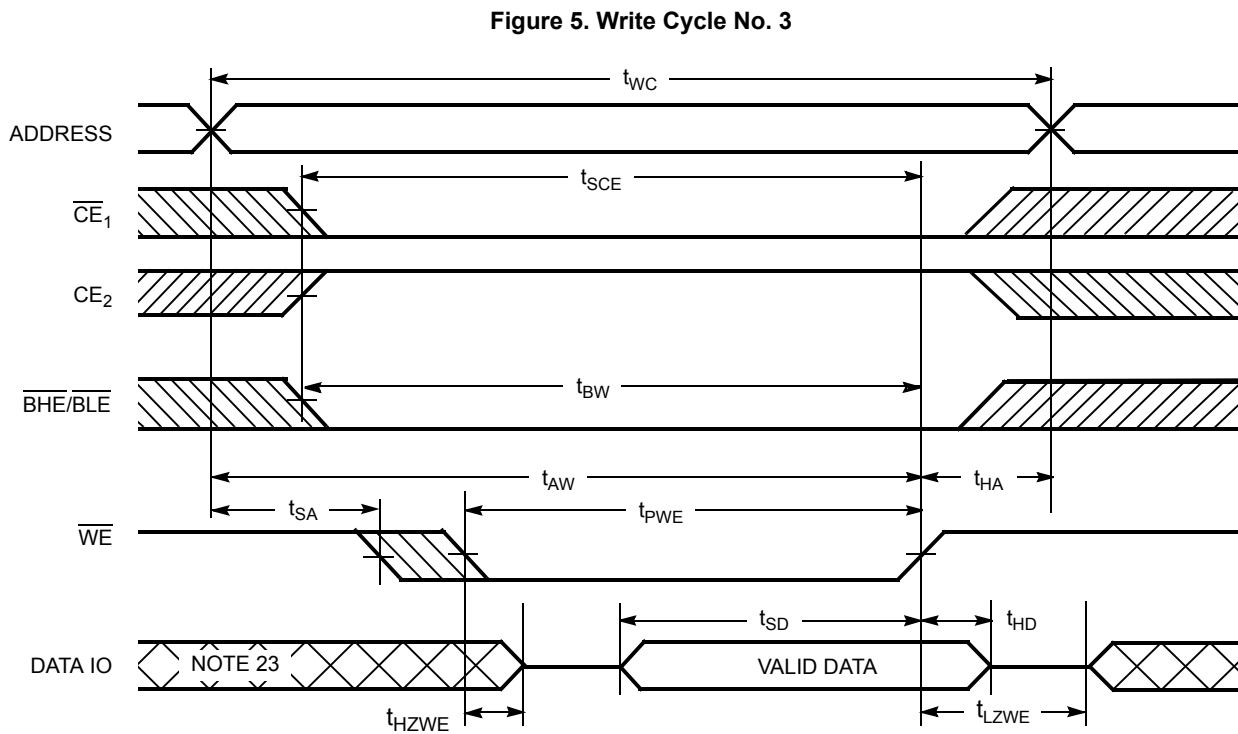 Figure 5. Write Cycle No. 3
tWC
ADDRESS
tSCE
CE1
CE2
tBW
BHE/BLE
tAW
tHA
tSA
tPWE
WE
tSD
tHD
DATA IO
NOTE 23
VALID DATA
tHZWE
tLZWE